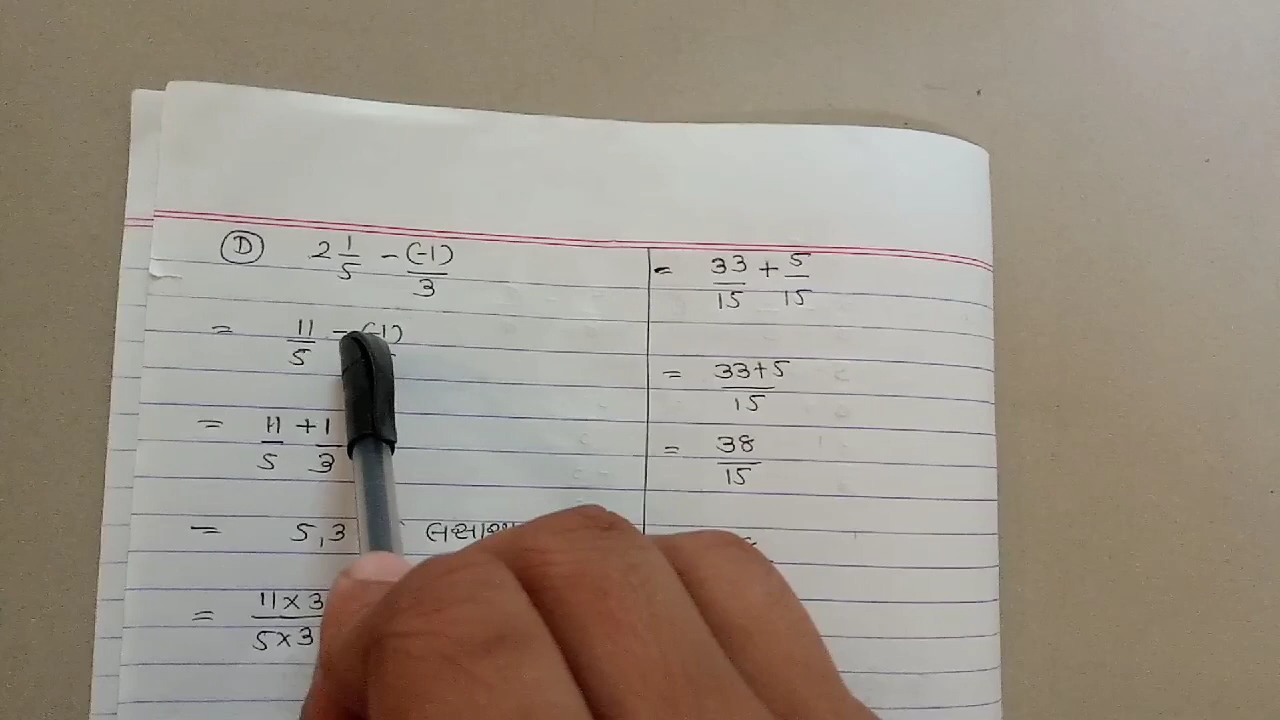 (D) 2 1/5 - (-1)/3
= 11/5 - (-1)
= 11/5 + 1/3
= 5,3
= 11×3/5×3
= 33/15 + 5/15
= 33+5/15
= 38/15